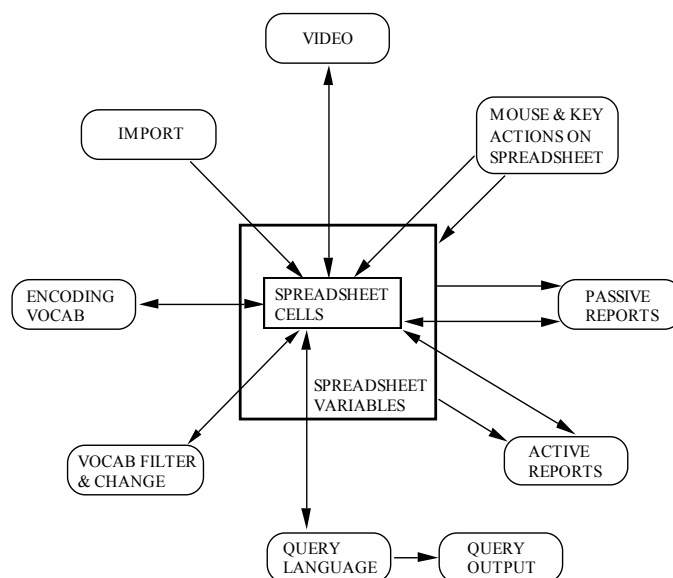 VIDEO
MOUSE & KEY
ACTIONS ON
SPREADSHEET
IMPORT
SPREADSHEET
CELLS
ENCODING
VOCAB
PASSIVE
REPORTS
SPREADSHEET
VARIABLES
VOCAB FILTER
& CHANGE
ACTIVE
REPORTS
QUERY
LANGUAGE
QUERY
OUTPUT